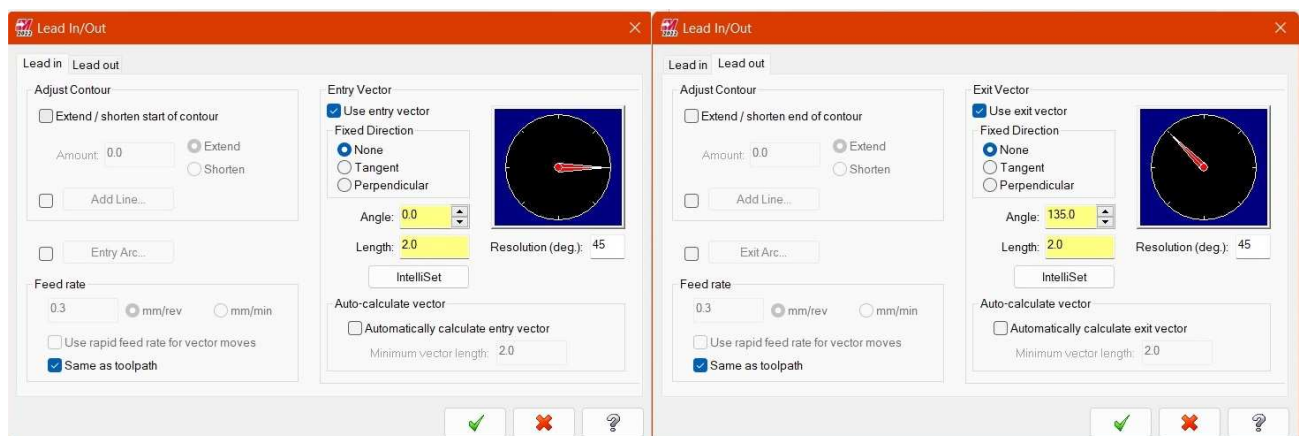 Lead In/Out
Lead in Lead out
Adjust Contour
Extend / shorten start of contour
Amount: 0.0
Extend
Shorten
Add Line...
Entry Arc...
Feed rate
0.3 mm/rev mm/min
Use rapid feed rate for vector moves
Same as toolpath
Entry Vector
Use entry vector
Fixed Direction
None
Tangent
Perpendicular
Angle: 0.0
Length: 2.0 Resolution (deg.): 45
IntelliSet
Auto-calculate vector
Automatically calculate entry vector
Minimum vector length: 2.0
Lead In/Out
Lead in Lead out
Adjust Contour
Extend / shorten end of contour
Amount: 0.0
Extend
Shorten
Add Line...
Exit Arc...
Feed rate
0.3 mm/rev mm/min
Use rapid feed rate for vector moves
Same as toolpath
Exit Vector
Use exit vector
Fixed Direction
None
Tangent
Perpendicular
Angle: 135.0
Length: 2.0 Resolution (deg.): 45
IntelliSet
Auto-calculate vector
Automatically calculate exit vector
Minimum vector length: 2.0